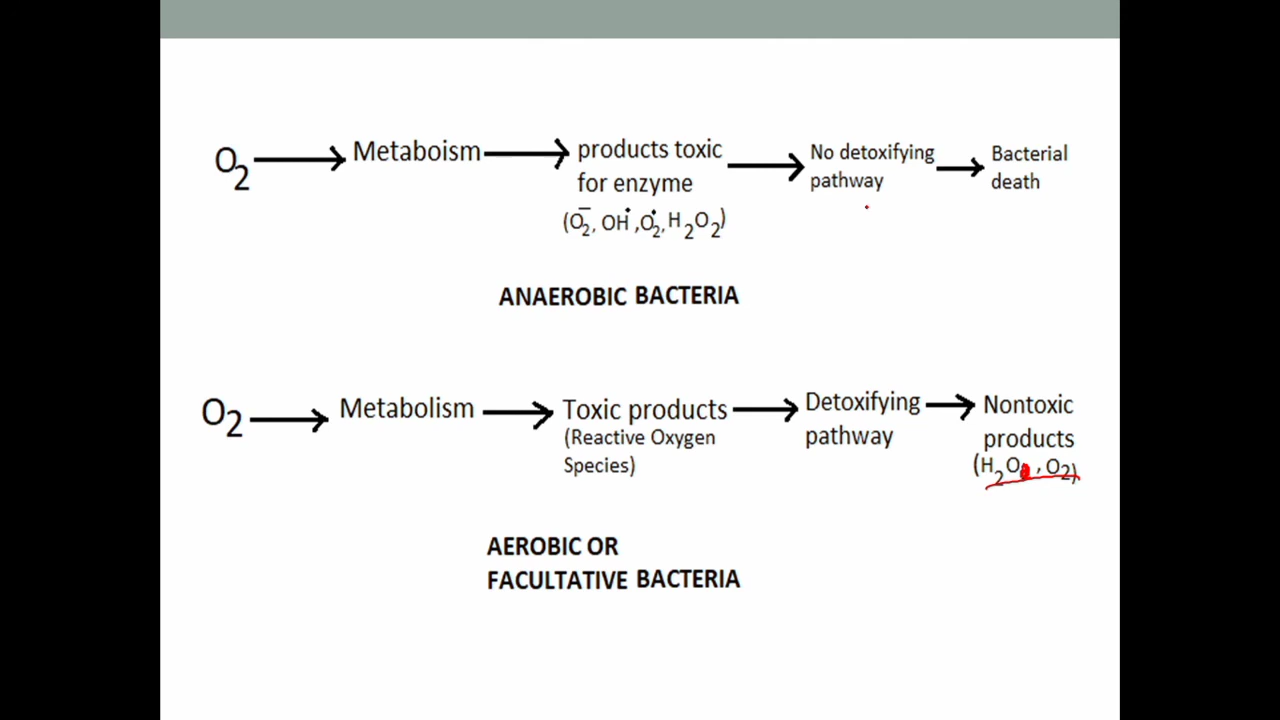 O2 Metaboism products toxic No detoxifying Bacterial
for enzyme pathway death
(O2̅, OH•, O2•, H2O2)
ANAEROBIC BACTERIA
O2 Metabolism Toxic products Detoxifying Nontoxic
(Reactive Oxygen pathway products
Species) (H2O , O2)
AEROBIC OR
FACULTATIVE BACTERIA